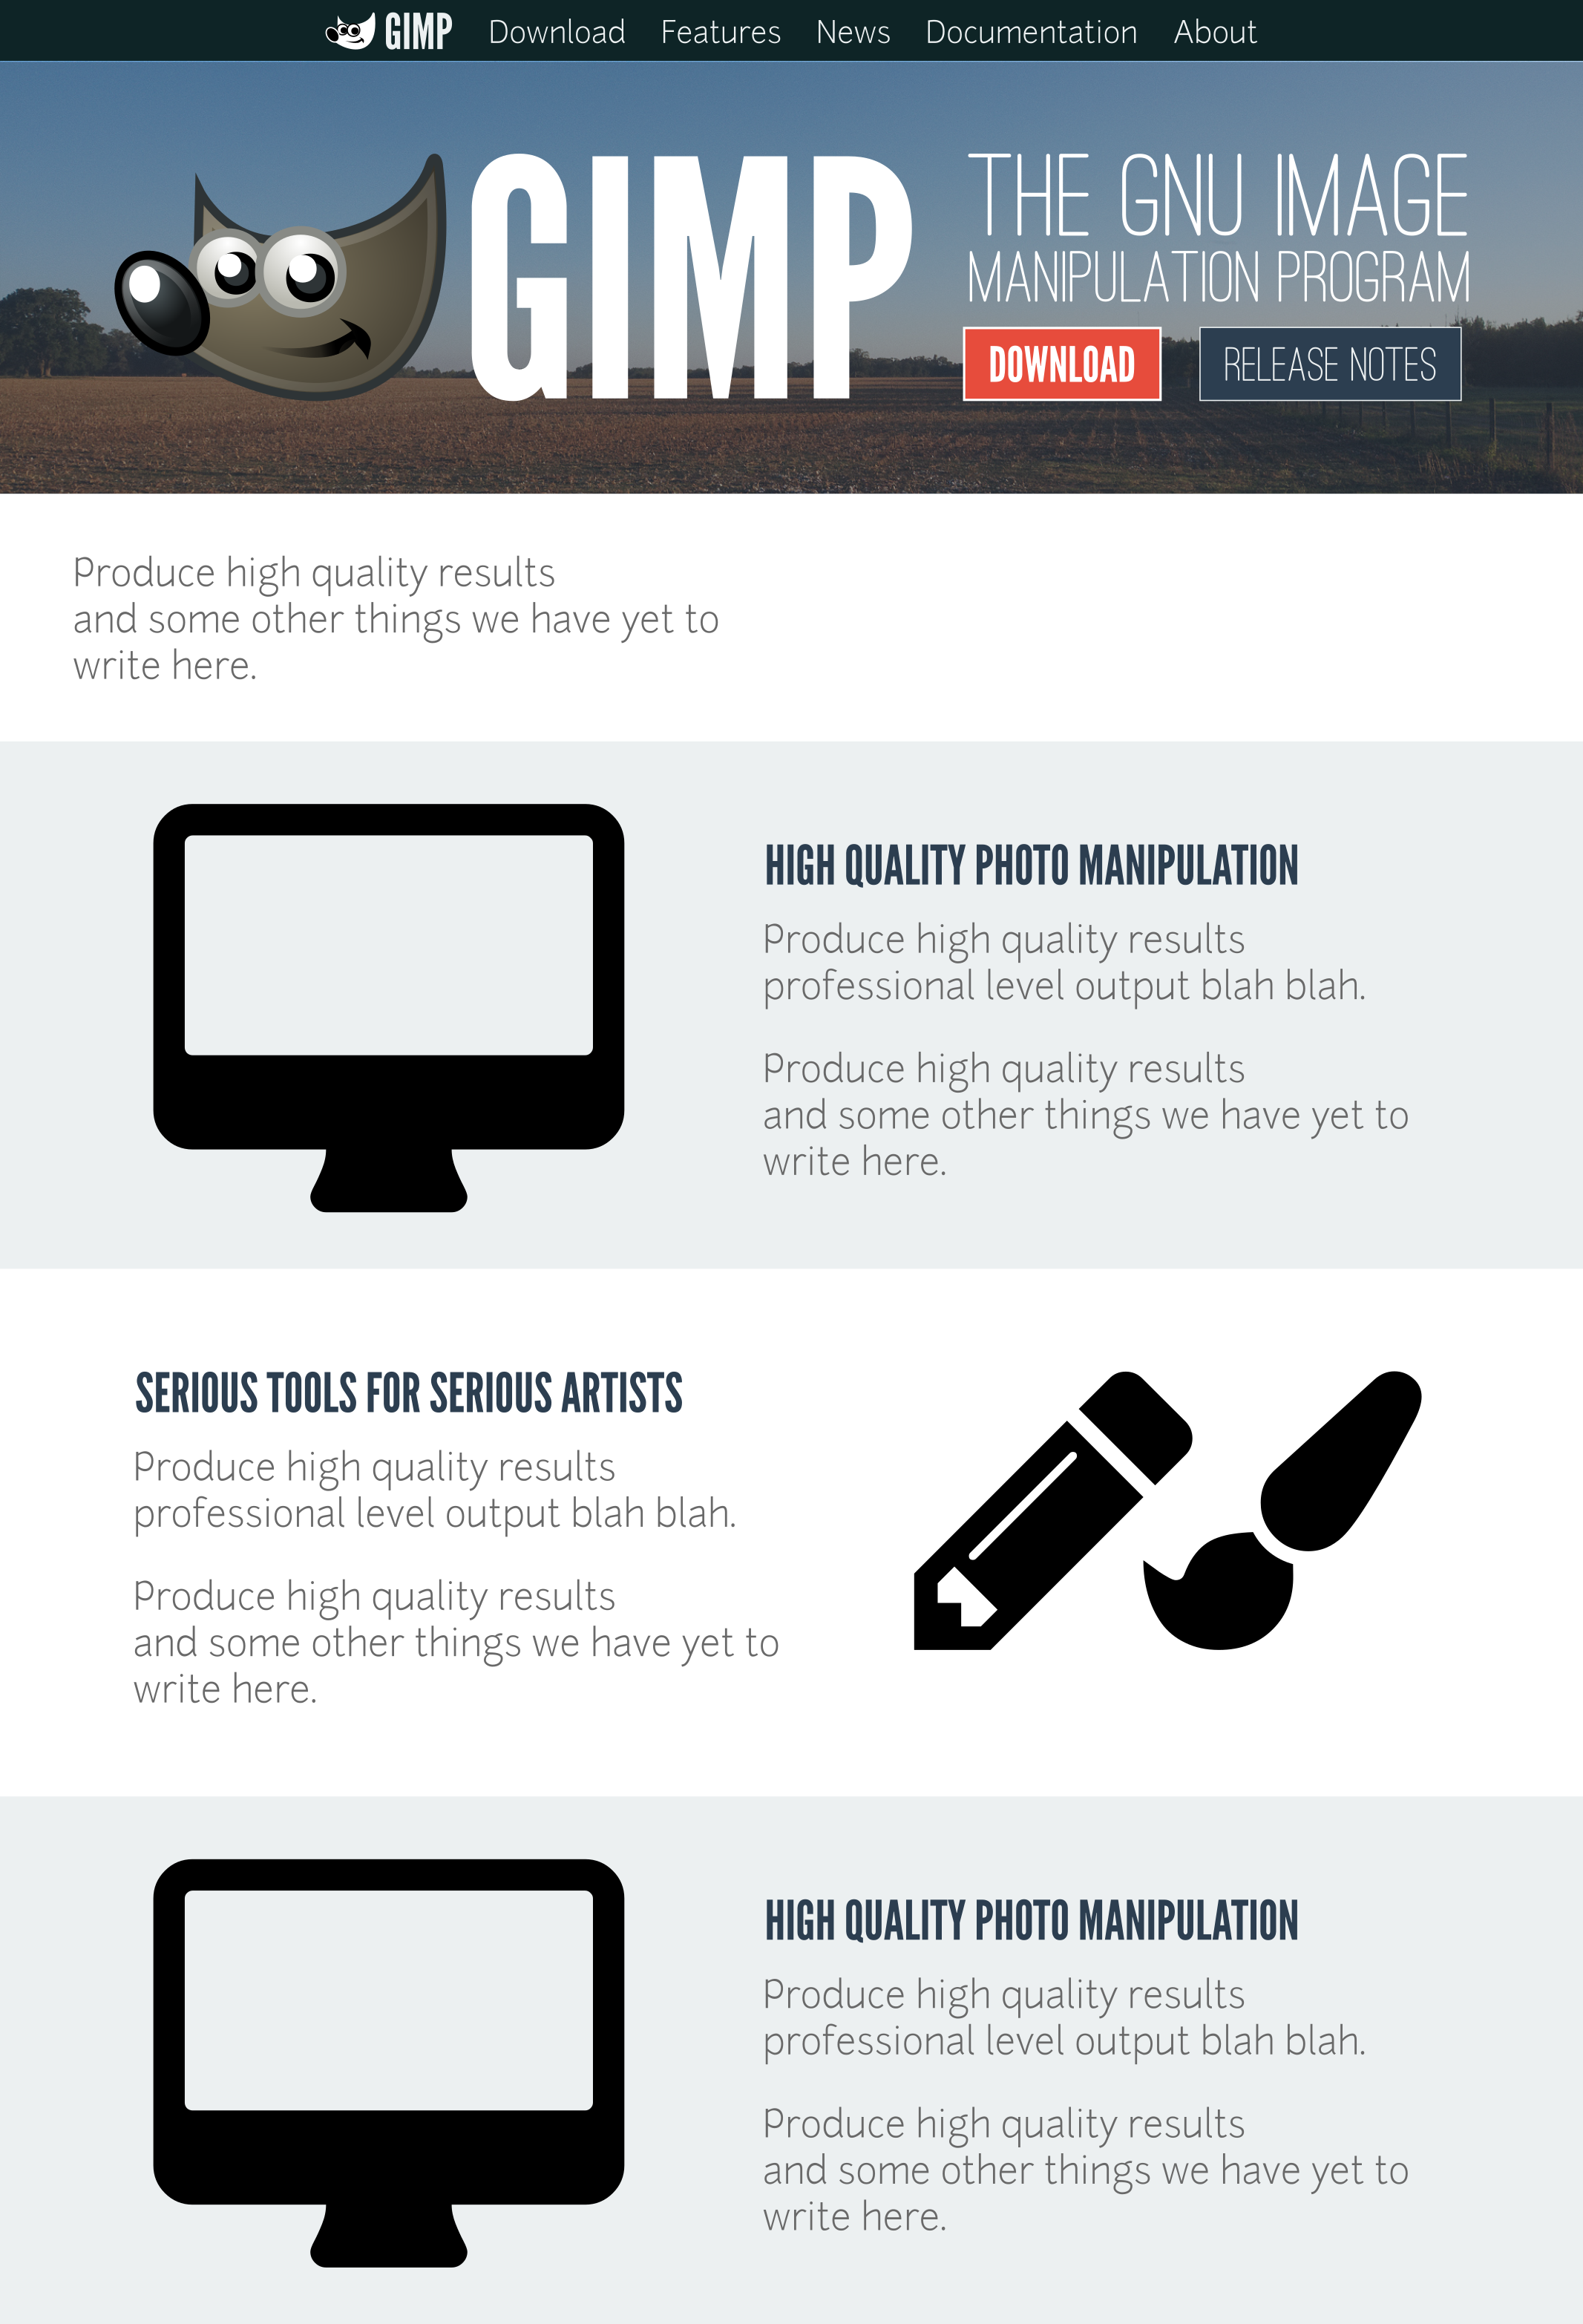 GIMP Download Features News Documentation About
GIMP
THE GNU IMAGE
MANIPULATION PROGRAM
DOWNLOAD RELEASE NOTES
Produce high quality results
and some other things we have yet to
write here.
HIGH QUALITY PHOTO MANIPULATION
Produce high quality results
professional level output blah blah.
Produce high quality results
and some other things we have yet to
write here.
SERIOUS TOOLS FOR SERIOUS ARTISTS
Produce high quality results
professional level output blah blah.
Produce high quality results
and some other things we have yet to
write here.
HIGH QUALITY PHOTO MANIPULATION
Produce high quality results
professional level output blah blah.
Produce high quality results
and some other things we have yet to
write here.